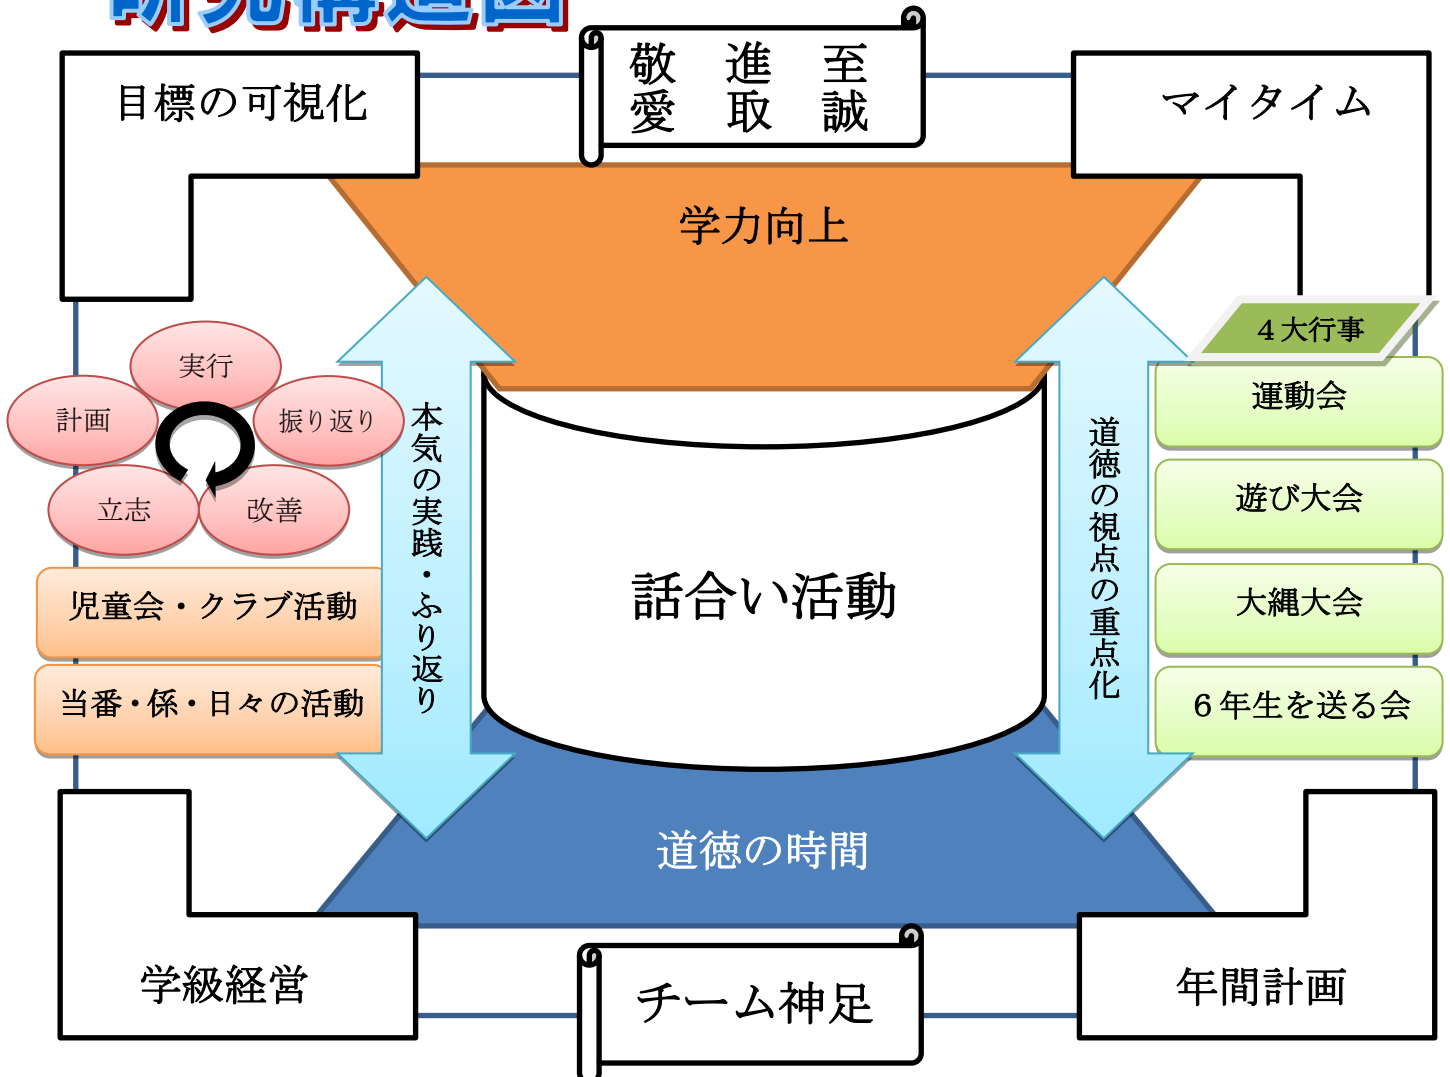 研究構造図
目標の可視化
敬愛
進取
至誠
マイタイム
学力向上
実行
計画
振り返り
立志
改善
本気の実践・ふり返り
道徳の視点の重点化
４大行事
運動会
遊び大会
大縄大会
６年生を送る会
児童会・クラブ活動
当番・係・日々の活動
話合い活動
道徳の時間
学級経営
チーム神足
年間計画